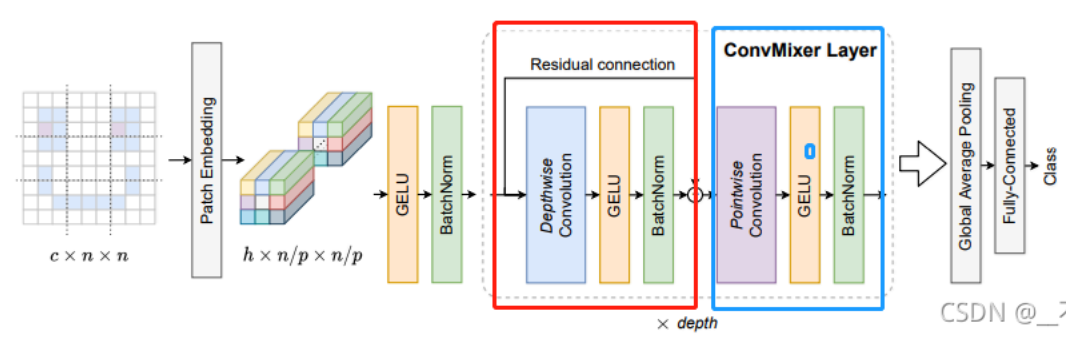 ConvMixer Layer
Residual connection
Patch Embedding
GELU
BatchNorm
Depthwise
Convolution
GELU
BatchNorm
Pointwise
Convolution
GELU
BatchNorm
Global Average Pooling
Fully-Connected
Class
c × n × n
h × n/p × n/p
× depth
CSDN @__